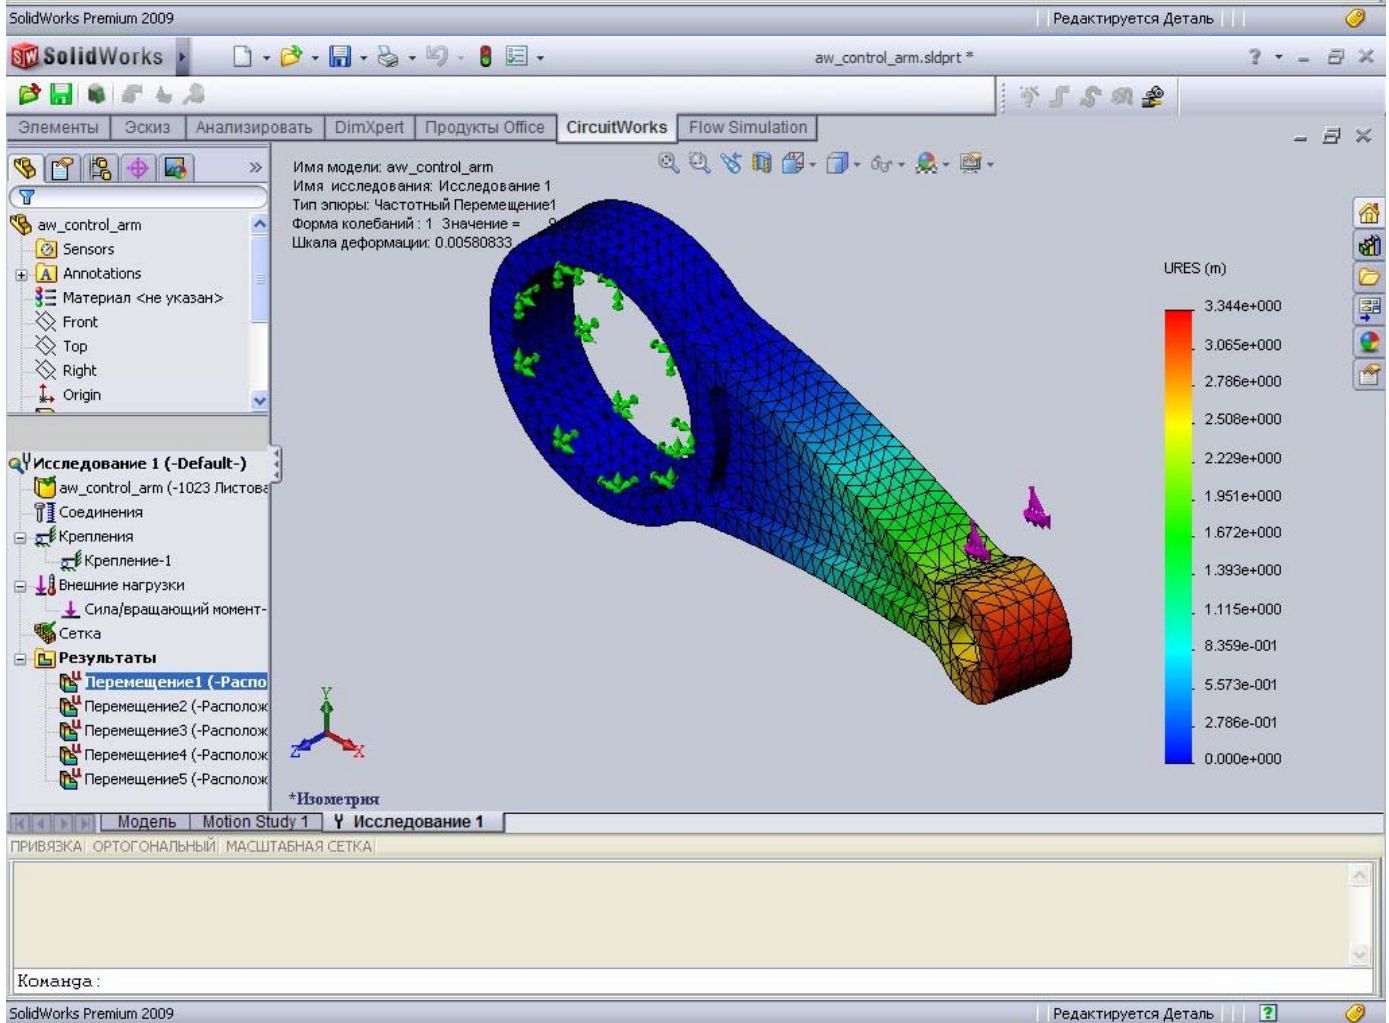 SolidWorks Premium 2009
Редактируется Деталь
SolidWorks
aw_control_arm.sldprt *
Элементы
Эскиз
Анализировать
DimXpert
Продукты Office
CircuitWorks
Flow Simulation
aw_control_arm
Sensors
Annotations
Материал <не указан>
Front
Top
Right
Origin
Исследование 1 (-Default-)
aw_control_arm (-1023 Листова
Соединения
Крепления
Крепление-1
Внешние нагрузки
Сила/вращающий момент-
Сетка
Результаты
Перемещение1 (-Распо
Перемещение2 (-Располож
Перемещение3 (-Располож
Перемещение4 (-Располож
Перемещение5 (-Располож
Имя модели: aw_control_arm
Имя исследования: Исследование 1
Тип эпюры: Частотный Перемещение1
Форма колебаний : 1 Значение =
Шкала деформации: 0.00580833
URES (m)
3.344e+000
3.065e+000
2.786e+000
2.508e+000
2.229e+000
1.951e+000
1.672e+000
1.393e+000
1.115e+000
8.359e-001
5.573e-001
2.786e-001
0.000e+000
Y
Z
X
*Изометрия
Модель
Motion Study 1
Исследование 1
ПРИВЯЗКА ОРТОГОНАЛЬНЫЙ МАСШТАБНАЯ СЕТКА
Команда:
SolidWorks Premium 2009
Редактируется Деталь